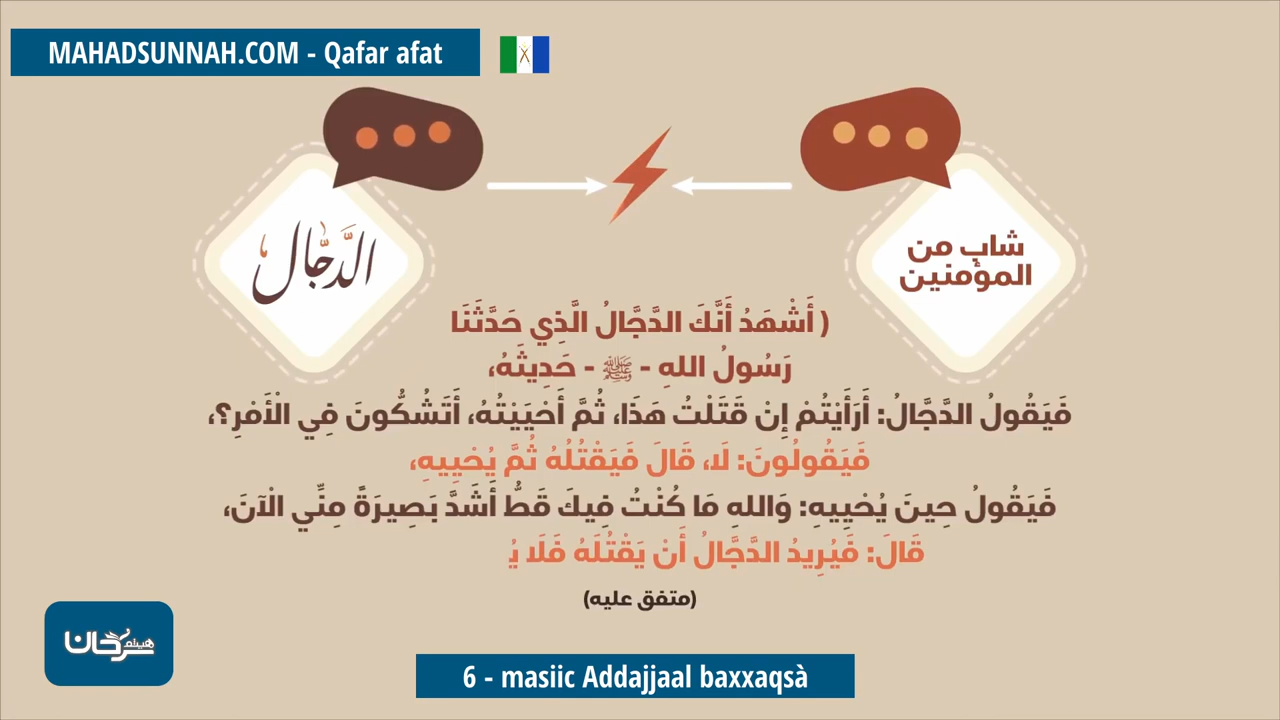 MAHADSUNNAH.COM - Qafar afat
شاب من
المؤمنين
الدَّجَّال
( أَشْهَدُ أَنَّكَ الدَّجَّالُ الَّذِي حَدَّثَنَا
رَسُولُ اللهِ - ﷺ - حَدِيثَهُ،
فَيَقُولُ الدَّجَّالُ: أَرَأَيْتُمْ إِنْ قَتَلْتُ هَذَا، ثُمَّ أَحْيَيْتُهُ، أَتَشُكُّونَ فِي الْأَمْرِ؟،
فَيَقُولُونَ: لَا، قَالَ فَيَقْتُلُهُ ثُمَّ يُحْيِيهِ،
فَيَقُولُ حِينَ يُحْيِيهِ: وَاللهِ مَا كُنْتُ فِيكَ قَطُّ أَشَدَّ بَصِيرَةً مِنِّي الْآنَ،
قَالَ: فَيُرِيدُ الدَّجَّالُ أَنْ يَقْتُلَهُ فَلَا يُ
(متفق عليه)
هيثم سرحان
6 - masiic Addajjaal baxxaqsà